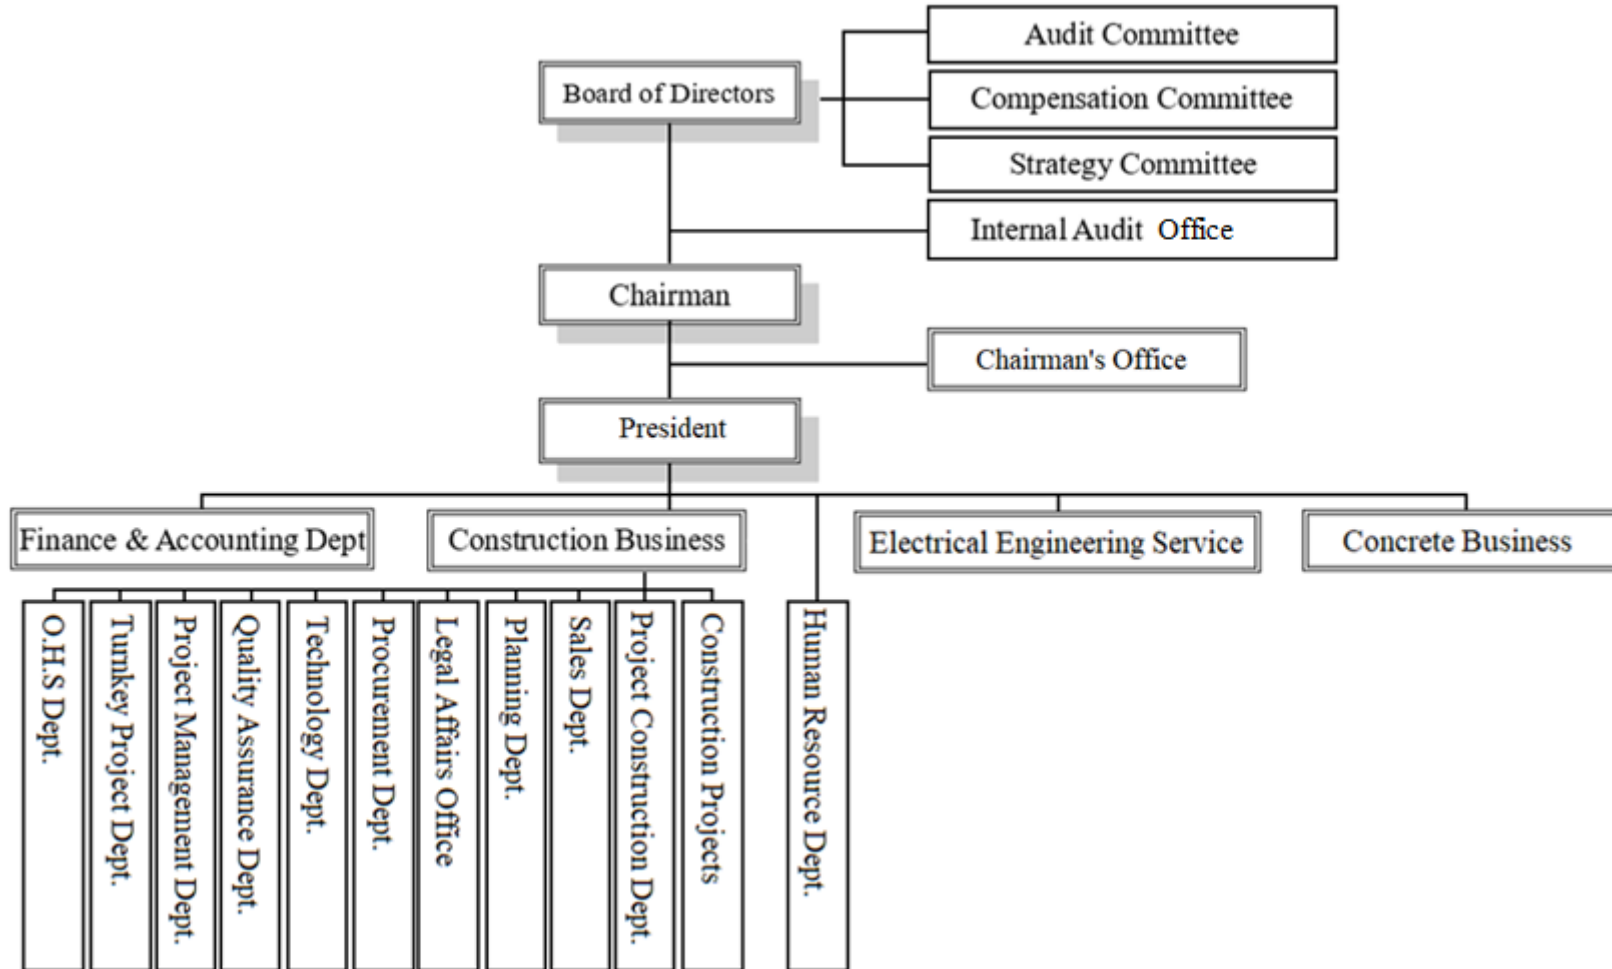 Audit Committee
Board of Directors
Compensation Committee
Strategy Committee
Internal Audit Office
Chairman
Chairman's Office
President
Finance & Accounting Dept
Construction Business
Electrical Engineering Service
Concrete Business
O.H.S Dept.
Turnkey Project Dept.
Project Management Dept.
Quality Assurance Dept.
Technology Dept.
Procurement Dept.
Legal Affairs Office
Planning Dept.
Sales Dept.
Project Construction Dept.
Construction Projects
Human Resource Dept.